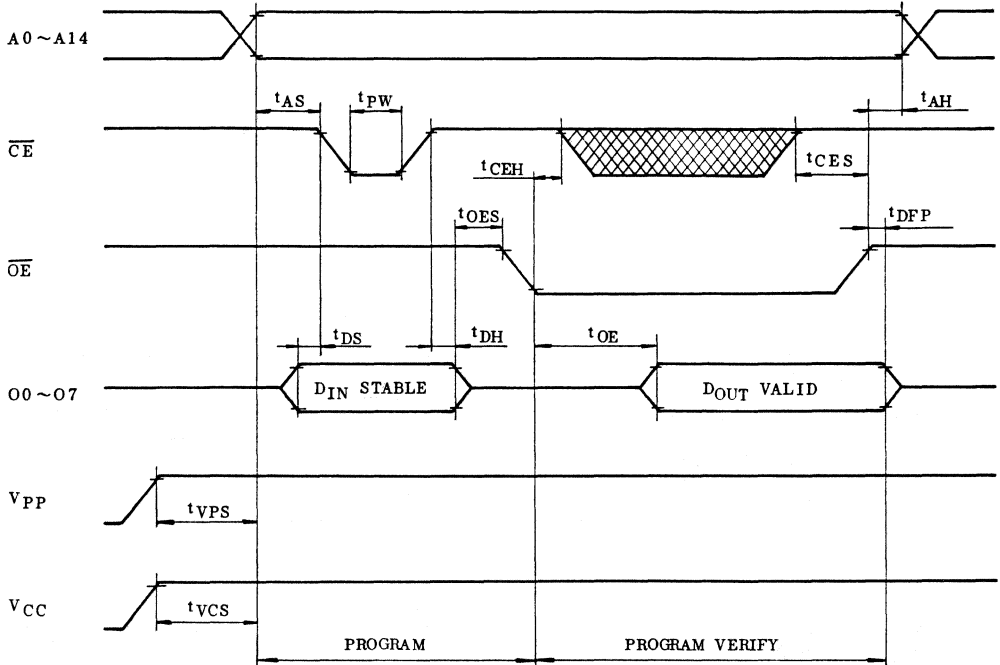 A0~A14
tAS
tPW
tAH
CE
tCEH
tCES
tOES
tDFP
OE
tDS
tDH
tOE
O0~O7
DIN STABLE
DOUT VALID
VPP
tVPS
VCC
tVCS
PROGRAM
PROGRAM VERIFY